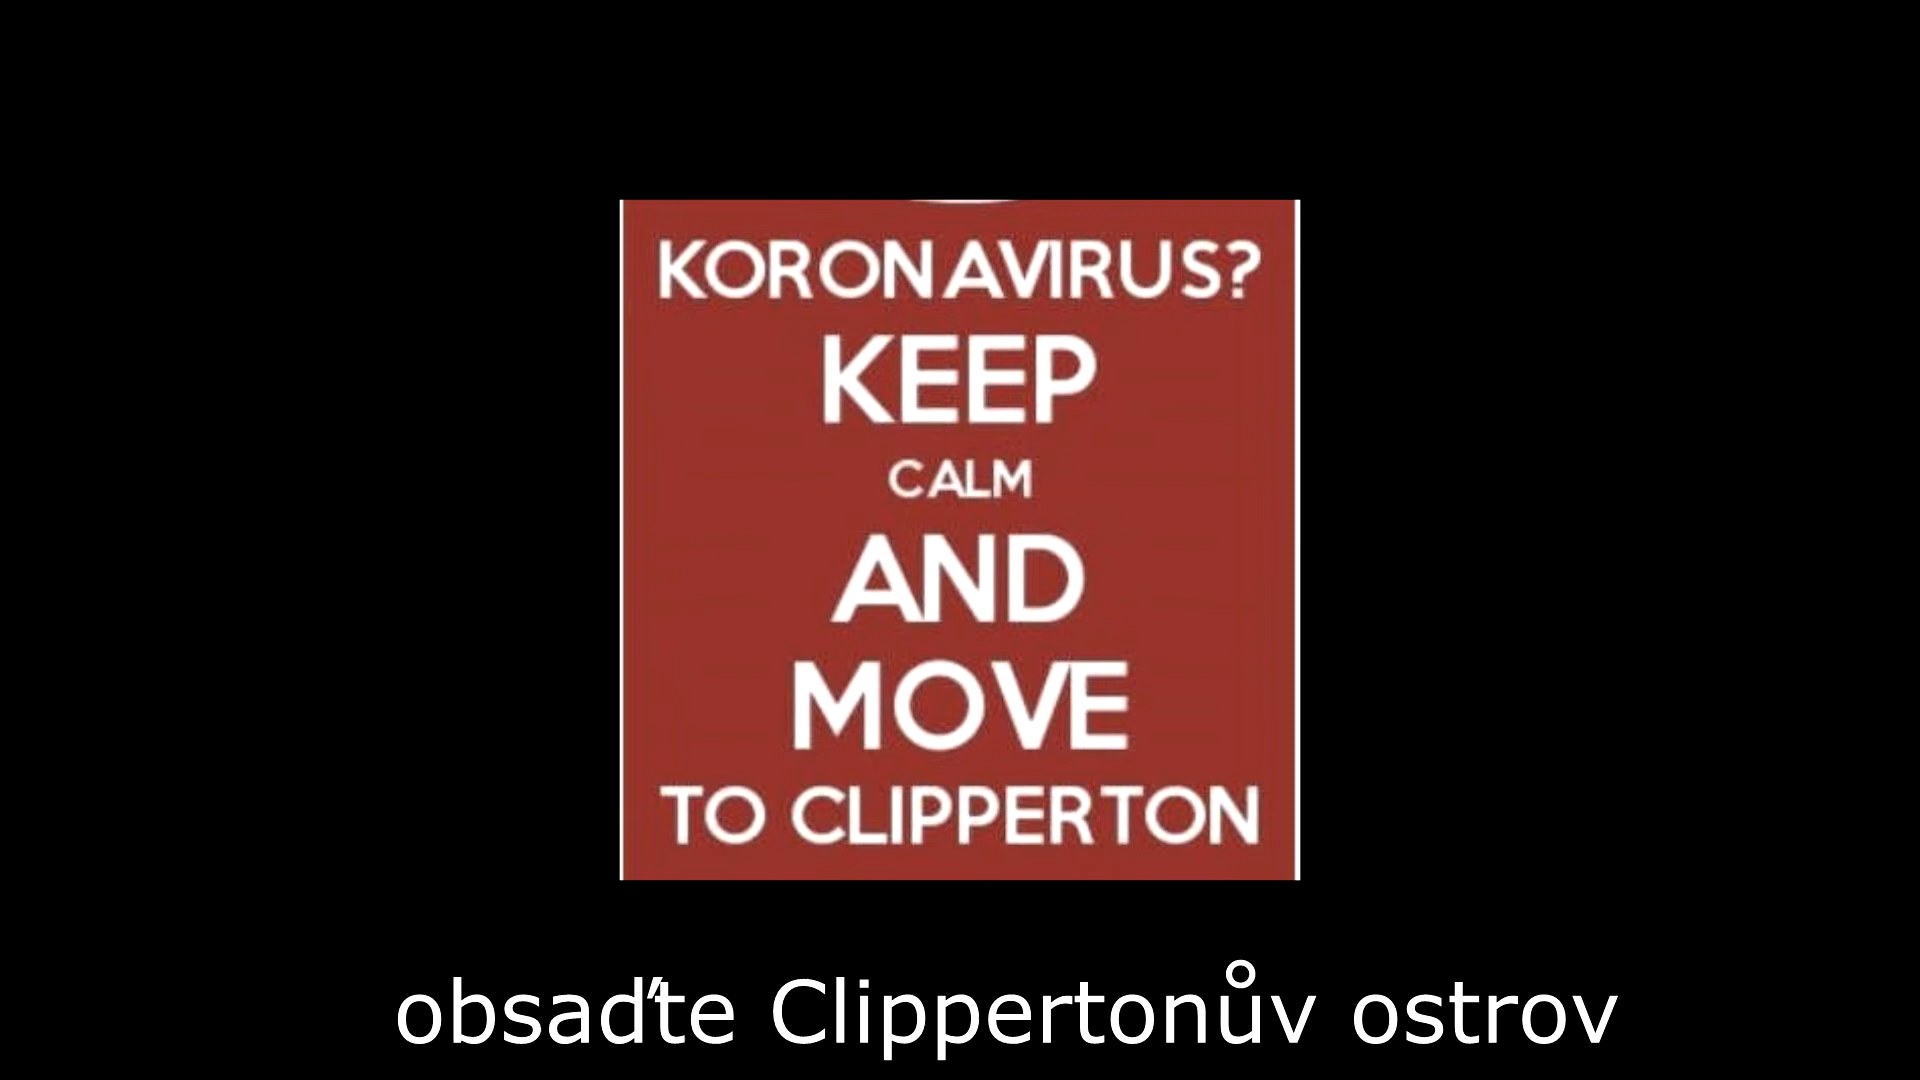 KORONAVIRUS?
KEEP
CALM
AND
MOVE
TO CLIPPERTON
obsaďte Clippertonův ostrov